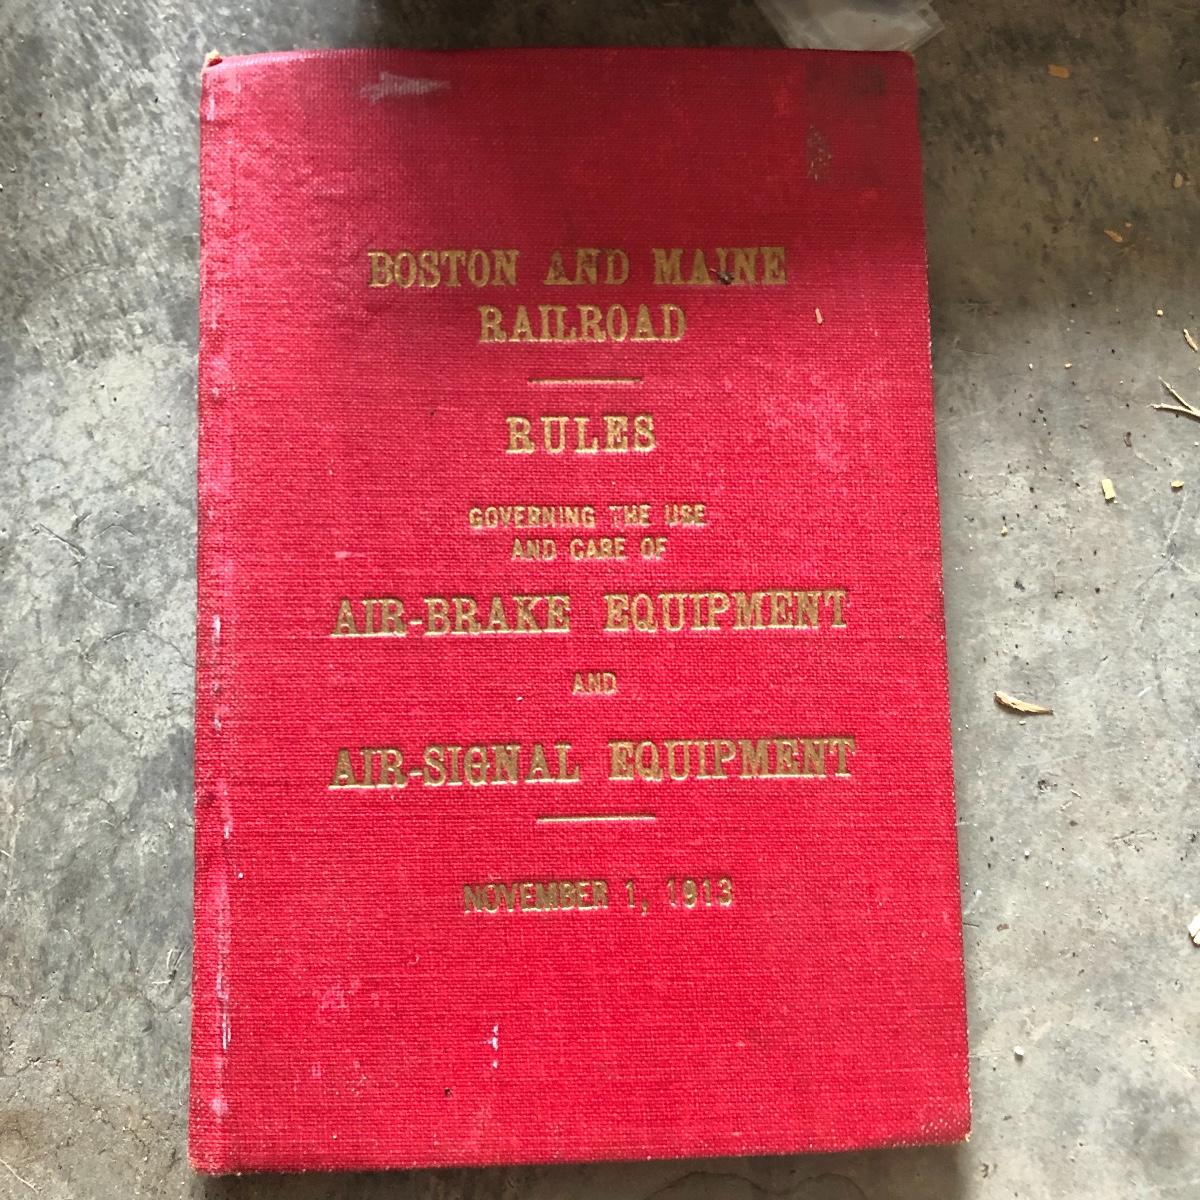 BOSTON AND MAINE
RAILROAD
RULES
GOVERNING THE USE
AND CARE OF
AIR-BRAKE EQUIPMENT
AND
AIR-SIGNAL EQUIPMENT
NOVEMBER 1, 1913